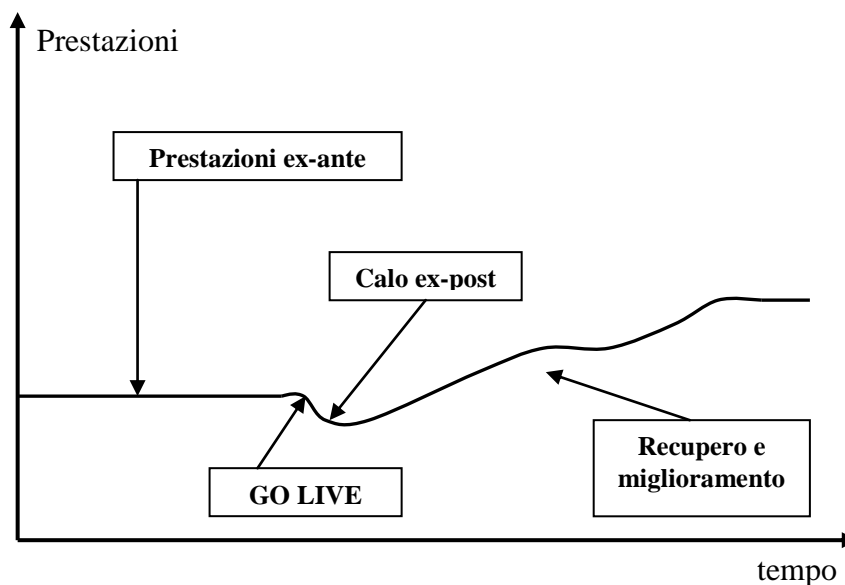 Prestazioni
Prestazioni ex-ante
Calo ex-post
Recupero e
miglioramento
GO LIVE
tempo